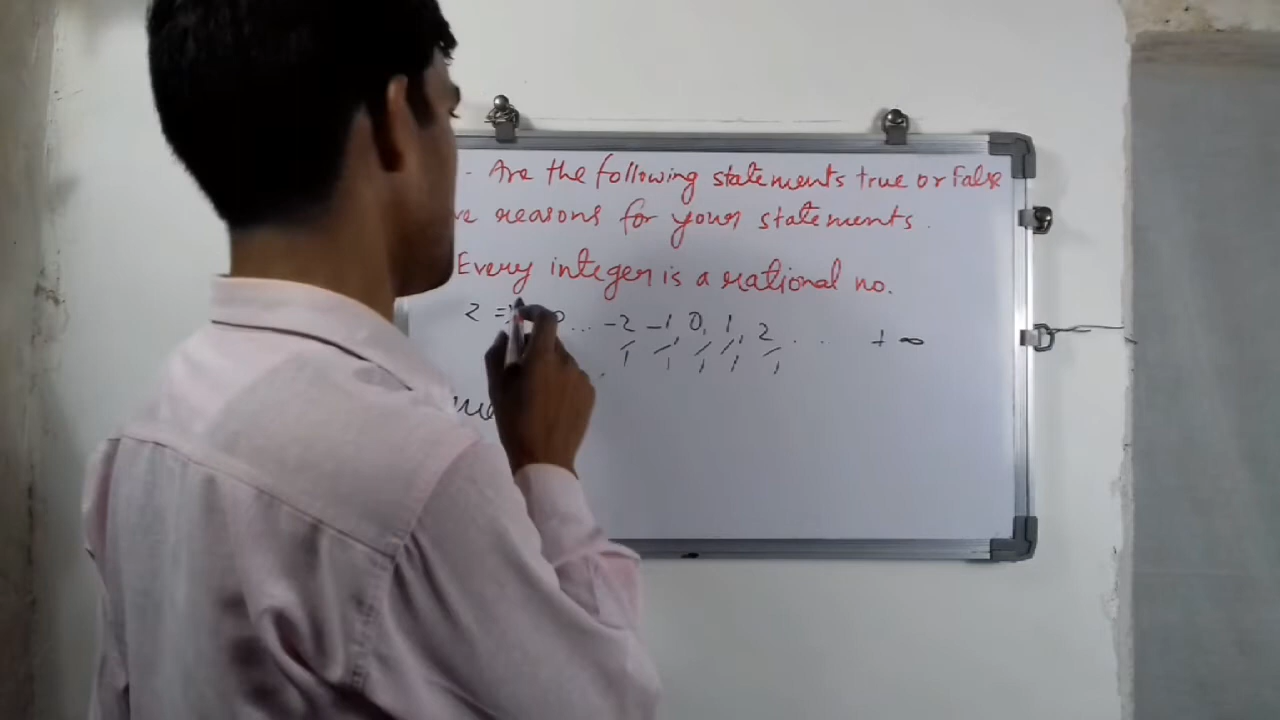 - Are the following statements true or False
reasons for your statements.
Every integer is a rational no.
z = ... -2 -1 0, 1, 2 . . + ∞
1 1 1 1 1